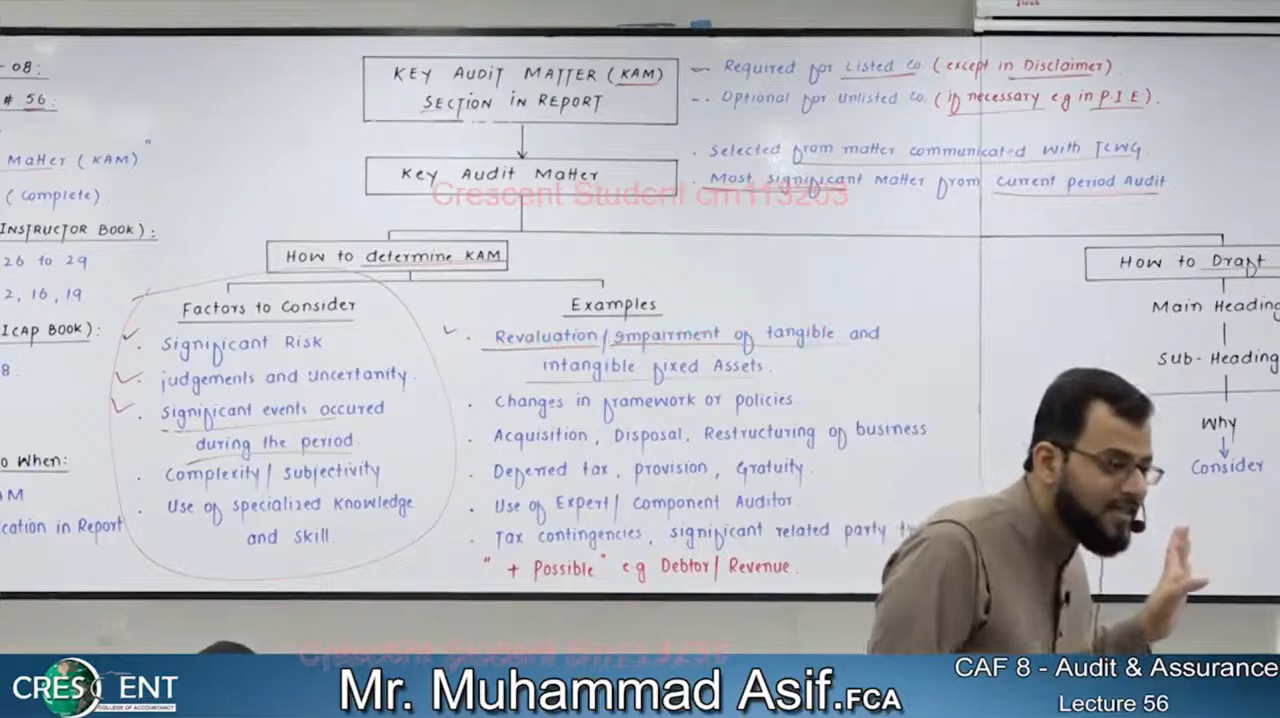 - 08:
# 56:
Matter (KAM)"
(Complete)
INSTRUCTOR BOOK):
26 to 29
2, 16, 19
ICAP BOOK):
8.
o When:
AM
cation in Report
KEY AUDIT MATTER (KAM)
SECTION IN REPORT
- Required for Listed Co (except in Disclaimer)
-. Optional for Unlisted Co. (if necessary e.g in P.I.E).
Key Audit Matter
. Selected from matter communicated with TCWG
. Most significant Matter from current period Audit
Crescent Student cm113203
How to determine KAM
Factors to Consider
. Significant Risk
. judgements and uncertanity.
. Significant events occured
during the period.
. Complexity/ subjectivity
. Use of specialized Knowledge
and skill.
Examples
. Revaluation/ impairment of tangible and
intangible fixed Assets.
. Changes in framework or policies
. Acquisition, Disposal, Restructuring of business
. Deferred tax, provision, Gratuity.
. Use of Expert/ Component Auditor
. Tax contingencies, significant related party
"+ Possible" e.g Debtor/ Revenue.
How to Draft
Main Heading
Sub-Heading
Why
Consider
CRESCENT
COLLEGE OF ACCOUNTANCY
Mr. Muhammad Asif.FCA
CAF 8 - Audit & Assurance
Lecture 56